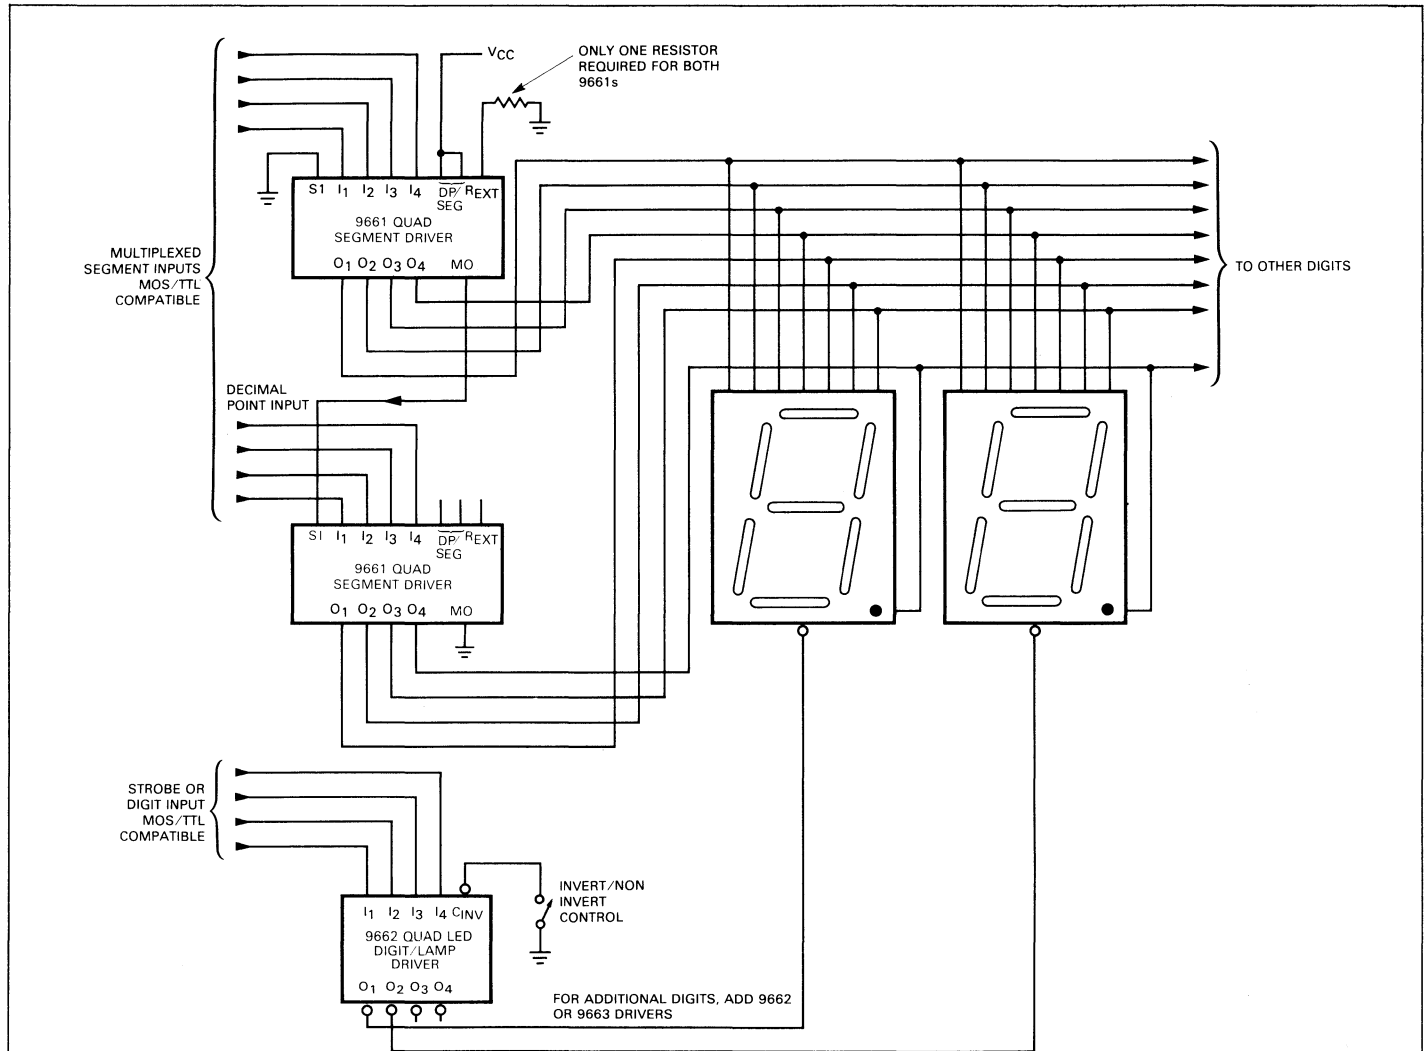 VCC
ONLY ONE RESISTOR
REQUIRED FOR BOTH
9661s
S1 I1 I2 I3 I4 DP/ REXT
SEG
9661 QUAD
SEGMENT DRIVER
O1 O2 O3 O4 MO
MULTIPLEXED
SEGMENT INPUTS
MOS/TTL
COMPATIBLE
TO OTHER DIGITS
DECIMAL
POINT INPUT
SI I1 I2 I3 I4 DP/ REXT
SEG
9661 QUAD
SEGMENT DRIVER
O1 O2 O3 O4 MO
STROBE OR
DIGIT INPUT
MOS/TTL
COMPATIBLE
INVERT/NON
INVERT
CONTROL
I1 I2 I3 I4 CINV
9662 QUAD LED
DIGIT/LAMP
DRIVER
O1 O2 O3 O4
FOR ADDITIONAL DIGITS, ADD 9662
OR 9663 DRIVERS